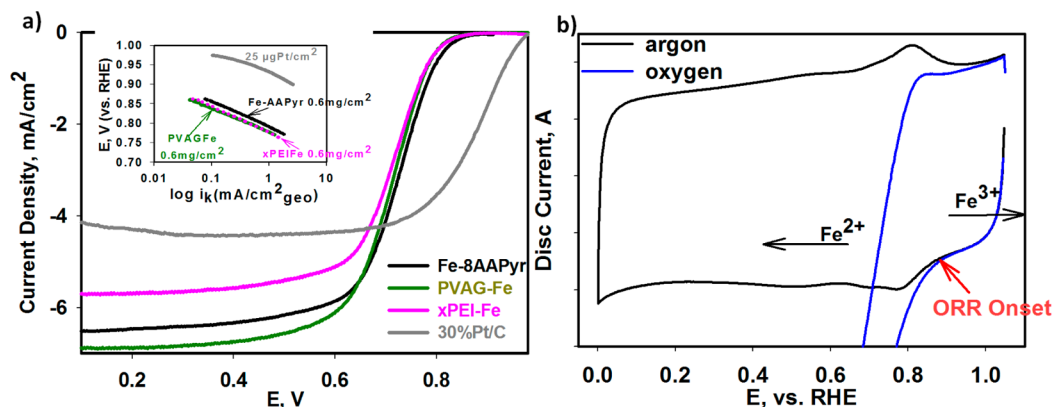 a)
0
-2
-4
-6
Current Density, mA/cm2
0.2
0.4
0.6
0.8
E, V
1.00
0.95
0.90
0.85
0.80
0.75
0.70
E, V (vs. RHE)
25 µgPt/cm2
Fe-AAPyr 0.6mg/cm2
PVAGFe
0.6mg/cm2
xPEIFe 0.6mg/cm2
0.01
0.1
1
10
log ik(mA/cm2geo)
Fe-8AAPyr
PVAG-Fe
xPEI-Fe
30%Pt/C
b)
argon
oxygen
Disc Current, A
Fe3+
Fe2+
ORR Onset
0.0
0.2
0.4
0.6
0.8
1.0
E, vs. RHE